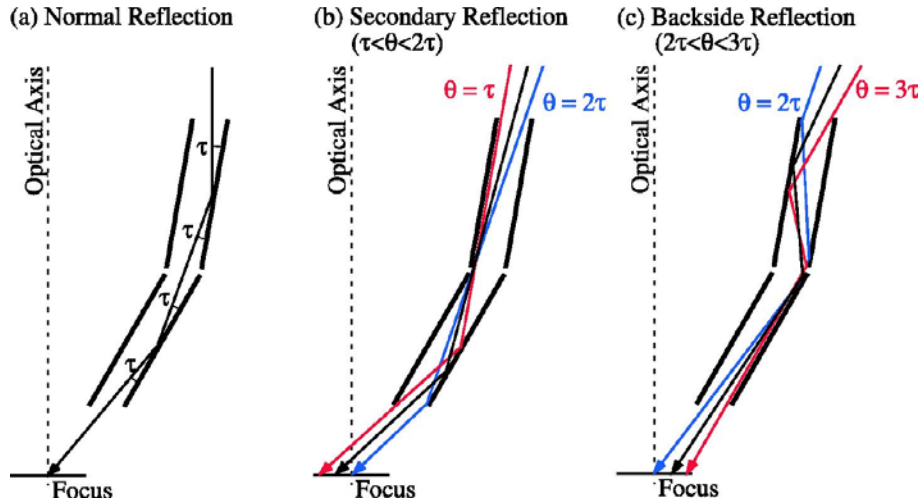 (a) Normal Reflection
Optical Axis
τ
τ
τ
τ
Focus
(b) Secondary Reflection
(τ<θ<2τ)
Optical Axis
θ = τ
θ = 2τ
Focus
(c) Backside Reflection
(2τ<θ<3τ)
Optical Axis
θ = 2τ
θ = 3τ
Focus